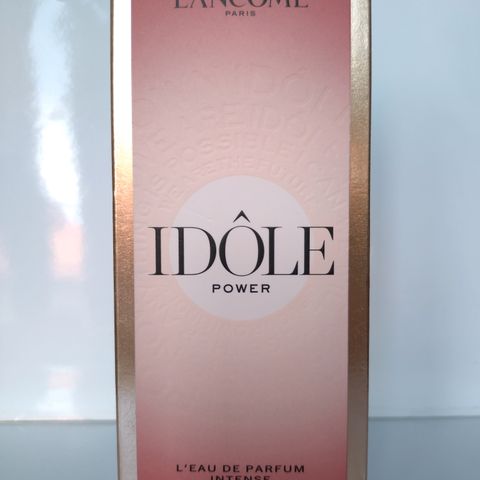 LANCÔME
PARIS
IDÔLE
POWER
L'EAU DE PARFUM
INTENSE